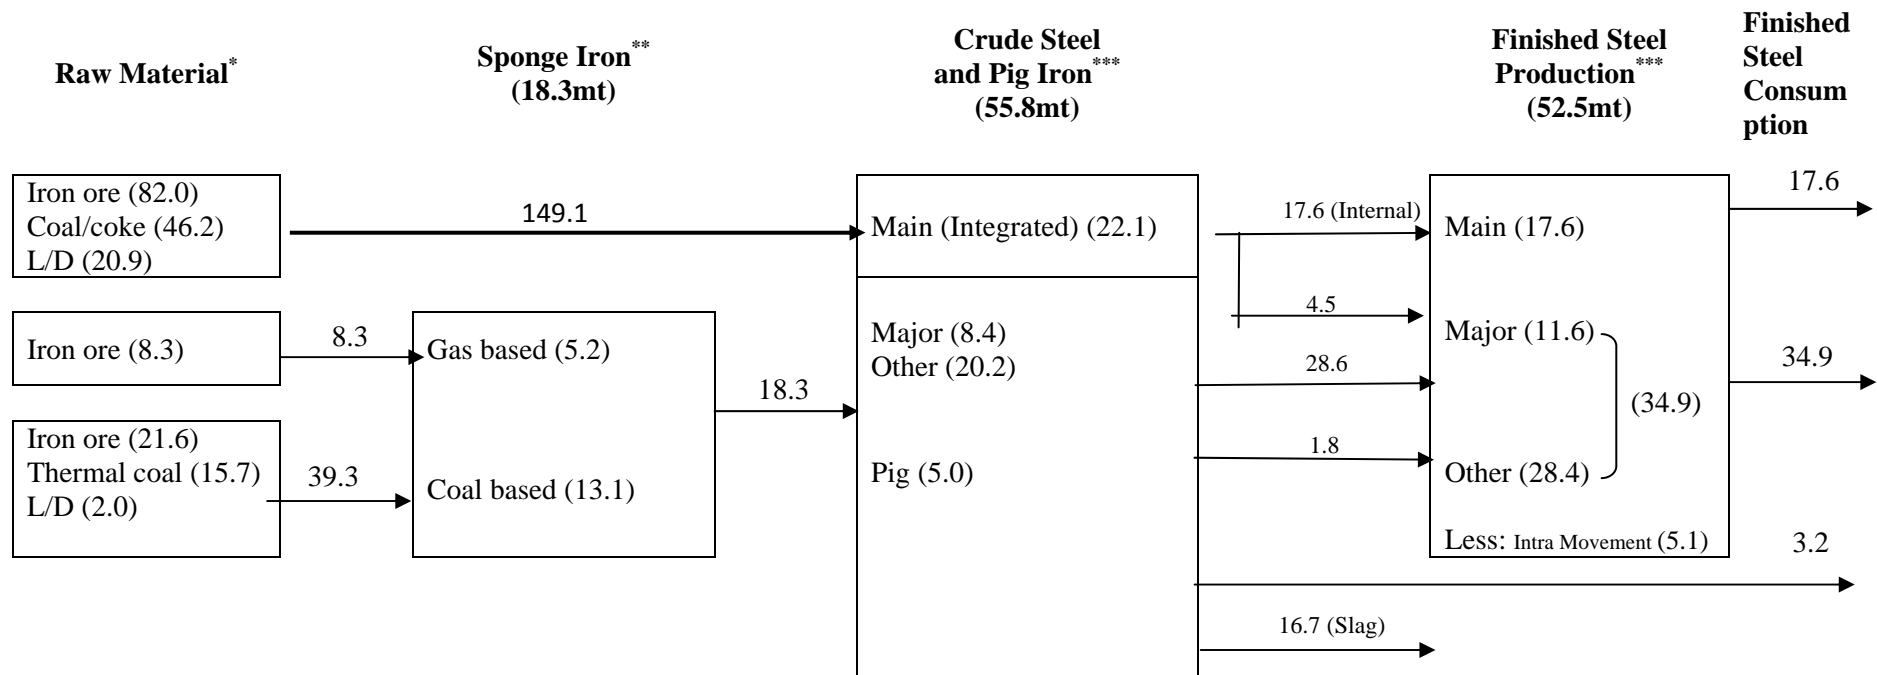 Raw Material*
Sponge Iron**
(18.3mt)
Crude Steel
and Pig Iron***
(55.8mt)
Finished Steel
Production***
(52.5mt)
Finished
Steel
Consum
ption
Iron ore (82.0)
Coal/coke (46.2)
L/D (20.9)
149.1
Main (Integrated) (22.1)
17.6 (Internal)
Main (17.6)
17.6
4.5
Iron ore (8.3)
8.3
Gas based (5.2)
18.3
Major (8.4)
Other (20.2)
28.6
Major (11.6)
(34.9)
34.9
Iron ore (21.6)
Thermal coal (15.7)
L/D (2.0)
39.3
Coal based (13.1)
Pig (5.0)
1.8
Other (28.4)
Less: Intra Movement (5.1)
3.2
16.7 (Slag)